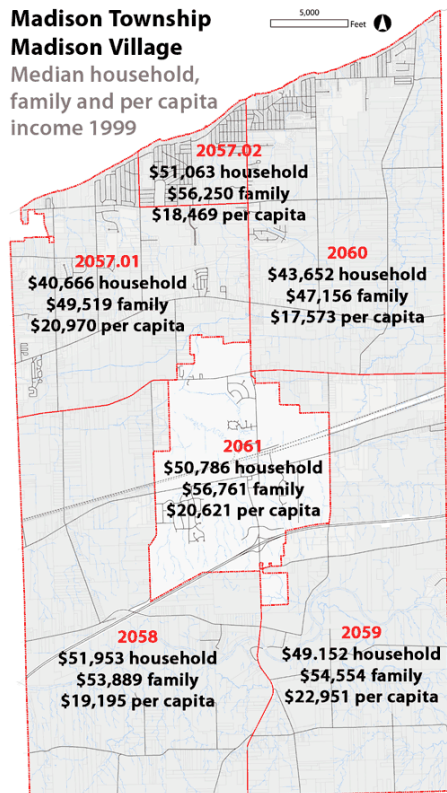 Madison Township
Madison Village
Median household,
family and per capita
income 1999
5,000
Feet
2057.02
$51,063 household
$56,250 family
$18,469 per capita
2057.01
$40,666 household
$49,519 family
$20,970 per capita
2060
$43,652 household
$47,156 family
$17,573 per capita
2061
$50,786 household
$56,761 family
$20,621 per capita
2058
$51,953 household
$53,889 family
$19,195 per capita
2059
$49.152 household
$54,554 family
$22,951 per capita